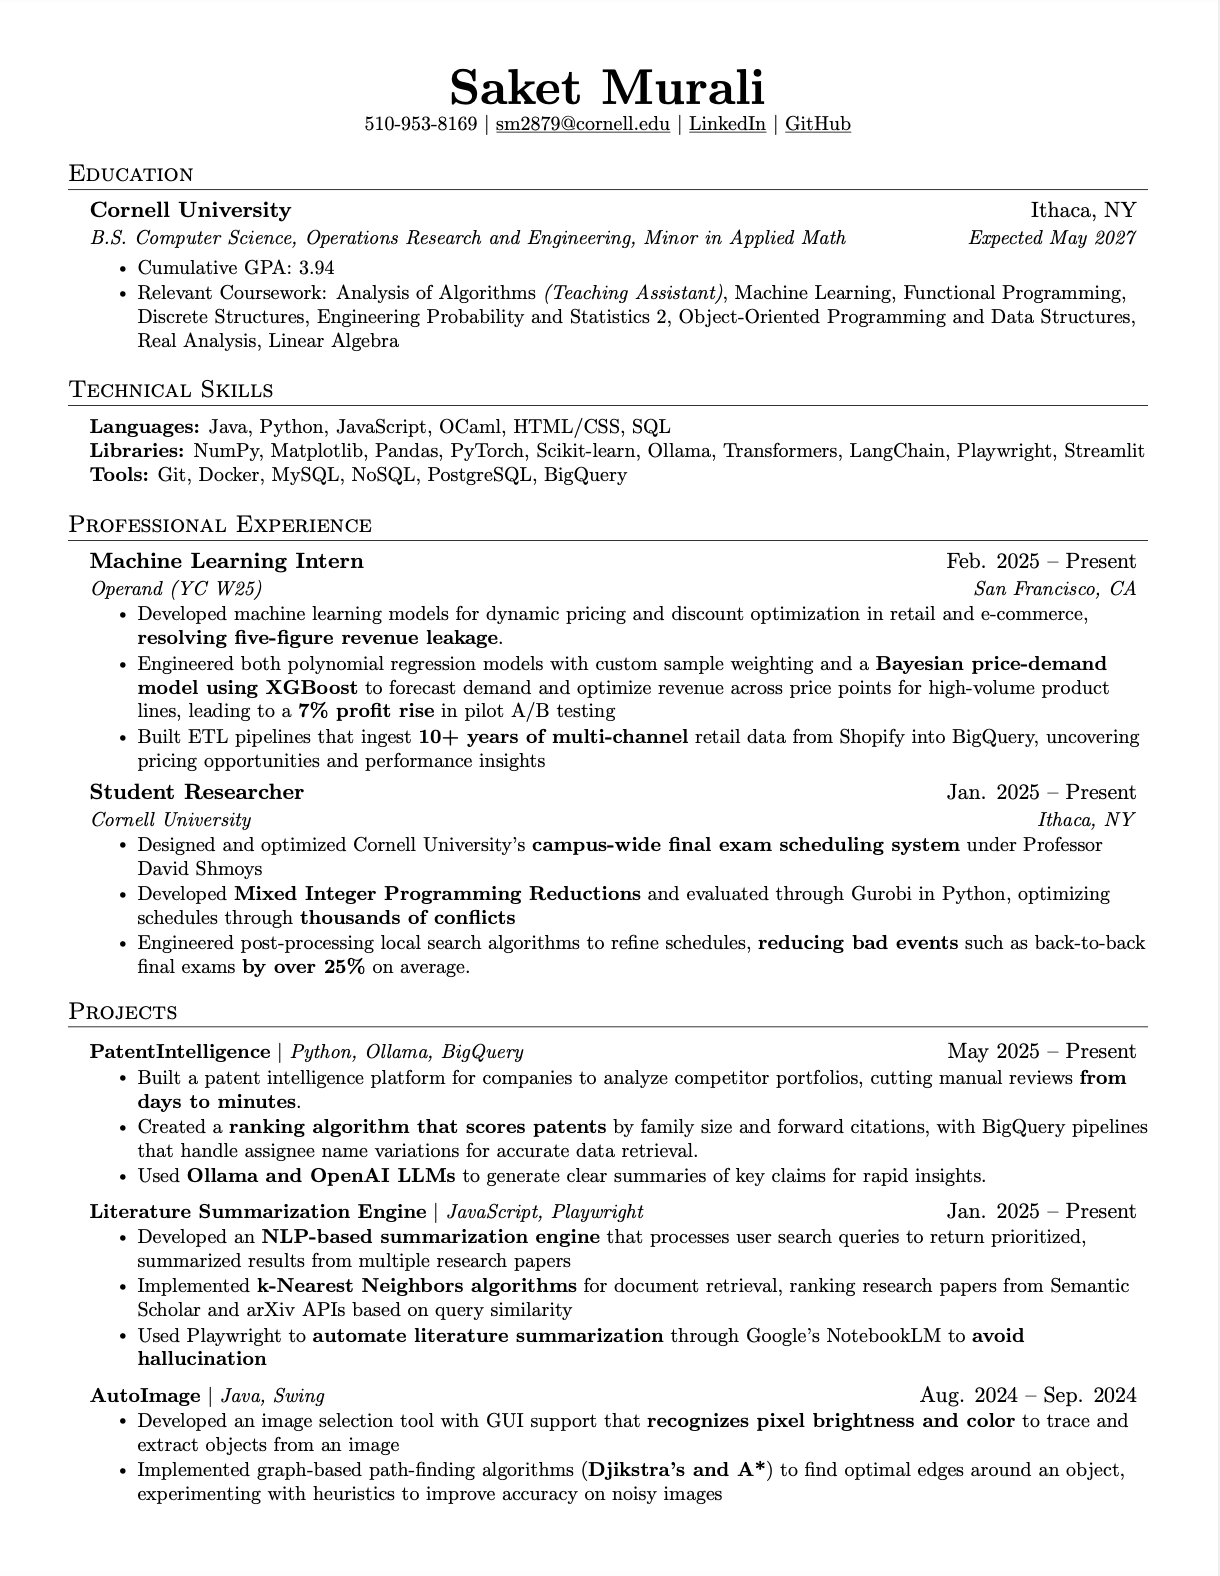 Saket Murali
510-953-8169 | sm2879@cornell.edu | LinkedIn | GitHub
Education
Cornell University Ithaca, NY
B.S. Computer Science, Operations Research and Engineering, Minor in Applied Math Expected May 2027
• Cumulative GPA: 3.94
• Relevant Coursework: Analysis of Algorithms (Teaching Assistant), Machine Learning, Functional Programming,
Discrete Structures, Engineering Probability and Statistics 2, Object-Oriented Programming and Data Structures,
Real Analysis, Linear Algebra
Technical Skills
Languages: Java, Python, JavaScript, OCaml, HTML/CSS, SQL
Libraries: NumPy, Matplotlib, Pandas, PyTorch, Scikit-learn, Ollama, Transformers, LangChain, Playwright, Streamlit
Tools: Git, Docker, MySQL, NoSQL, PostgreSQL, BigQuery
Professional Experience
Machine Learning Intern Feb. 2025 – Present
Operand (YC W25) San Francisco, CA
• Developed machine learning models for dynamic pricing and discount optimization in retail and e-commerce,
resolving five-figure revenue leakage.
• Engineered both polynomial regression models with custom sample weighting and a Bayesian price-demand
model using XGBoost to forecast demand and optimize revenue across price points for high-volume product
lines, leading to a 7% profit rise in pilot A/B testing
• Built ETL pipelines that ingest 10+ years of multi-channel retail data from Shopify into BigQuery, uncovering
pricing opportunities and performance insights
Student Researcher Jan. 2025 – Present
Cornell University Ithaca, NY
• Designed and optimized Cornell University's campus-wide final exam scheduling system under Professor
David Shmoys
• Developed Mixed Integer Programming Reductions and evaluated through Gurobi in Python, optimizing
schedules through thousands of conflicts
• Engineered post-processing local search algorithms to refine schedules, reducing bad events such as back-to-back
final exams by over 25% on average.
Projects
PatentIntelligence | Python, Ollama, BigQuery May 2025 – Present
• Built a patent intelligence platform for companies to analyze competitor portfolios, cutting manual reviews from
days to minutes.
• Created a ranking algorithm that scores patents by family size and forward citations, with BigQuery pipelines
that handle assignee name variations for accurate data retrieval.
• Used Ollama and OpenAI LLMs to generate clear summaries of key claims for rapid insights.
Literature Summarization Engine | JavaScript, Playwright Jan. 2025 – Present
• Developed an NLP-based summarization engine that processes user search queries to return prioritized,
summarized results from multiple research papers
• Implemented k-Nearest Neighbors algorithms for document retrieval, ranking research papers from Semantic
Scholar and arXiv APIs based on query similarity
• Used Playwright to automate literature summarization through Google's NotebookLM to avoid
hallucination
AutoImage | Java, Swing Aug. 2024 – Sep. 2024
• Developed an image selection tool with GUI support that recognizes pixel brightness and color to trace and
extract objects from an image
• Implemented graph-based path-finding algorithms (Djikstra's and A*) to find optimal edges around an object,
experimenting with heuristics to improve accuracy on noisy images